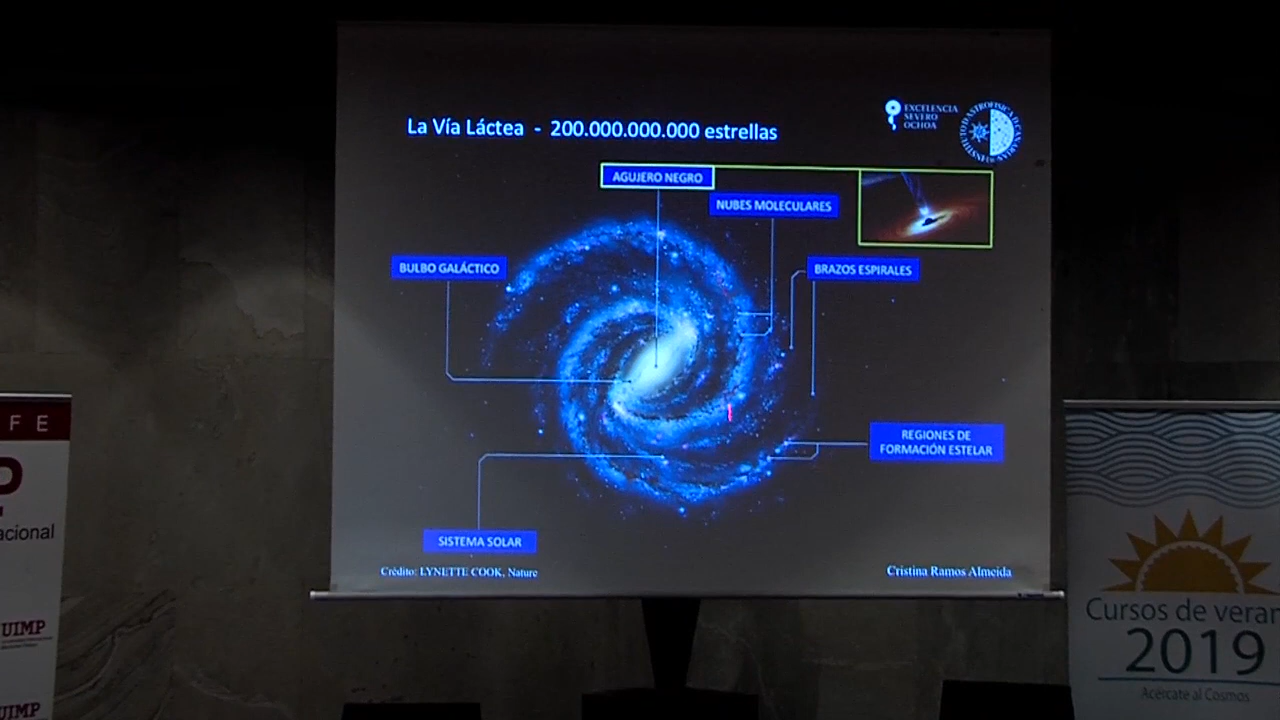 La Vía Láctea - 200.000.000.000 estrellas
EXCELENCIA
SEVERO
OCHOA
AGUJERO NEGRO
NUBES MOLECULARES
BULBO GALÁCTICO
BRAZOS ESPIRALES
REGIONES DE
FORMACIÓN ESTELAR
SISTEMA SOLAR
Crédito: LYNETTE COOK, Nature
Cristina Ramos Almeida
F E
P
acional
UIMP
UIMP
Cursos de veran
2019
Acércate al Cosmos